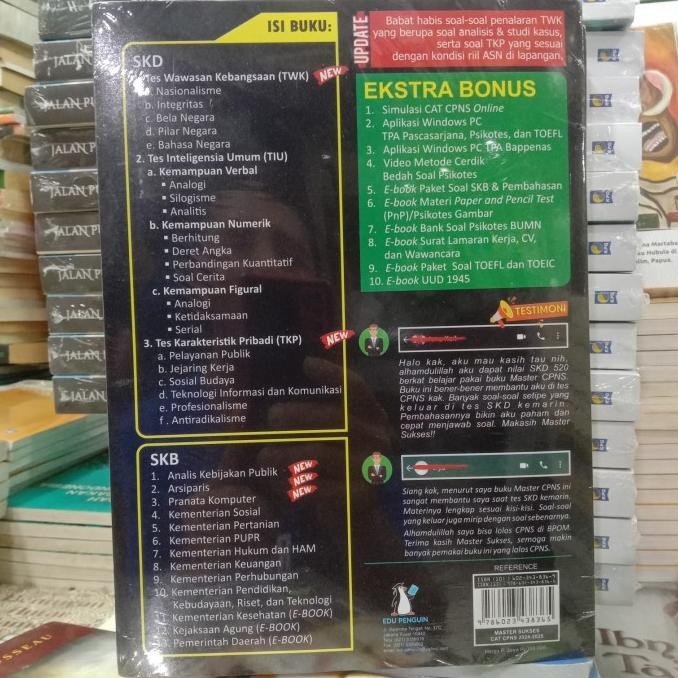 ISI BUKU:
SKD
1. Tes Wawasan Kebangsaan (TWK) NEW
a. Nasionalisme
b. Integritas
c. Bela Negara
d. Pilar Negara
e. Bahasa Negara
2. Tes Inteligensia Umum (TIU)
a. Kemampuan Verbal
▪ Analogi
▪ Silogisme
▪ Analitis
b. Kemampuan Numerik
▪ Berhitung
▪ Deret Angka
▪ Perbandingan Kuantitatif
▪ Soal Cerita
c. Kemampuan Figural
▪ Analogi
▪ Ketidaksamaan
▪ Serial
3. Tes Karakteristik Pribadi (TKP) NEW
a. Pelayanan Publik
b. Jejaring Kerja
c. Sosial Budaya
d. Teknologi Informasi dan Komunikasi
e. Profesionalisme
f. Antiradikalisme
SKB
1. Analis Kebijakan Publik NEW
2. Arsiparis NEW
3. Pranata Komputer NEW
4. Kementerian Sosial
5. Kementerian Pertanian
6. Kementerian PUPR
7. Kementerian Hukum dan HAM
8. Kementerian Keuangan
9. Kementerian Perhubungan
10. Kementerian Pendidikan,
Kebudayaan, Riset, dan Teknologi
11. Kementerian Kesehatan (E-BOOK)
12. Kejaksaan Agung (E-BOOK)
13. Pemerintah Daerah (E-BOOK)
UPDATE:
Babat habis soal-soal penalaran TWK
yang berupa soal analisis & studi kasus,
serta soal TKP yang sesuai
dengan kondisi riil ASN di lapangan.
EKSTRA BONUS
1. Simulasi CAT CPNS Online
2. Aplikasi Windows PC
TPA Pascasarjana, Psikotes, dan TOEFL
3. Aplikasi Windows PC TPA Bappenas
4. Video Metode Cerdik
Bedah Soal Psikotes
5. E-book Paket Soal SKB & Pembahasan
6. E-book Materi Paper and Pencil Test
(PnP)/Psikotes Gambar
7. E-book Bank Soal Psikotes BUMN
8. E-book Surat Lamaran Kerja, CV,
dan Wawancara
9. E-book Paket Soal TOEFL dan TOEIC
10. E-book UUD 1945
TESTIMONI
Halo kak, aku mau kasih tau nih,
alhamdulillah aku dapat nilai SKD 520
berkat belajar pakai buku Master CPNS.
Buku ini bener-bener membantu aku di tes
CPNS kak. Banyak soal-soal setipe yang
keluar di tes SKD kemarin.
Pembahasannya bikin aku paham dan
cepat menjawab soal. Makasih Master
Sukses!!
Siang kak, menurut saya buku Master CPNS ini
sangat membantu saya saat tes SKD kemarin.
Materinya lengkap sesuai kisi-kisi. Soal-soal
yang keluar juga mirip dengan soal sebenarnya.
Alhamdulillah saya bisa lolos CPNS di BPOM.
Terima kasih Master Sukses, semoga makin
banyak pemakai buku ini yang lolos CPNS.
EDU PENGUIN
REFERENCE
9 786023 438365
MASTER SUKSES
CAT CPNS 2024-2025
JALAN PU
JALAN P